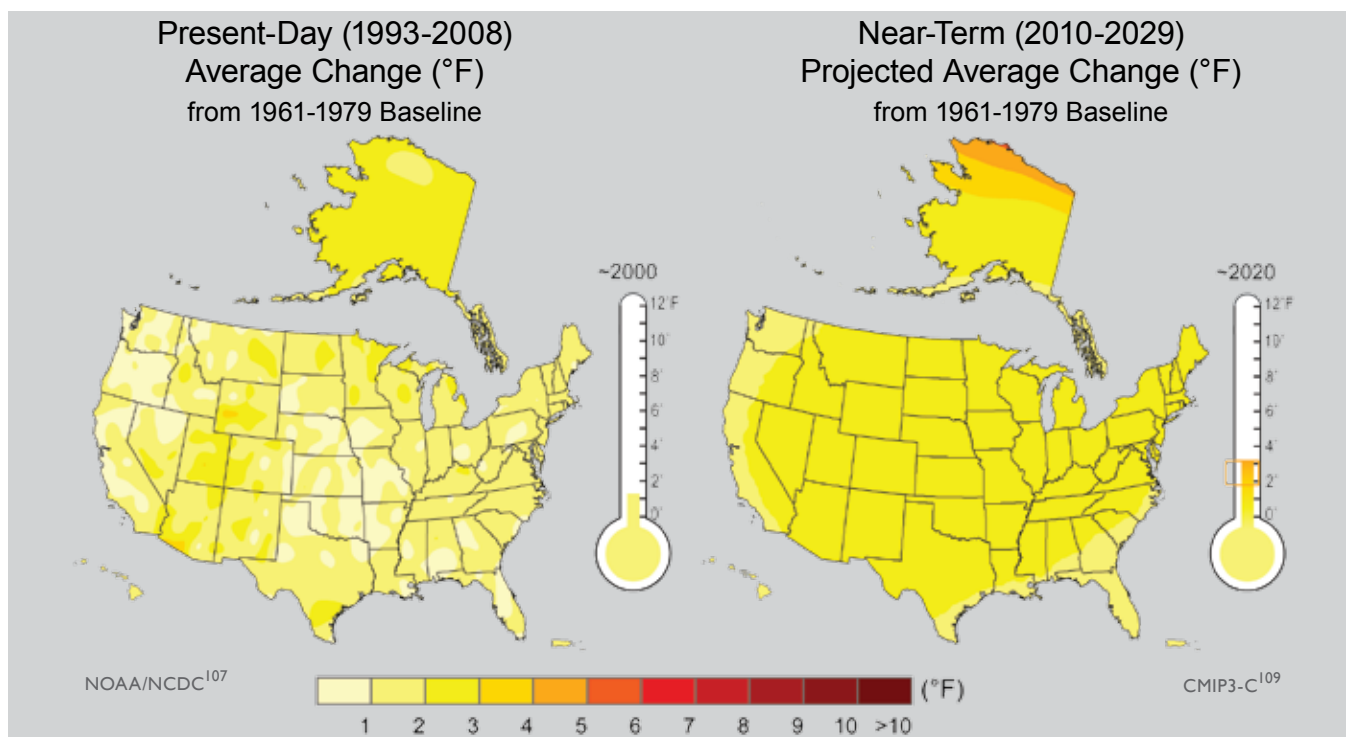 Present-Day (1993-2008)
Average Change (°F)
from 1961-1979 Baseline
Near-Term (2010-2029)
Projected Average Change (°F)
from 1961-1979 Baseline
~2000
12°F
10°
8°
6°
4°
2°
0°
~2020
12°F
10°
8°
6°
4°
2°
0°
NOAA/NCDC107
CMIP3-C109
(°F)
1 2 3 4 5 6 7 8 9 10 >10